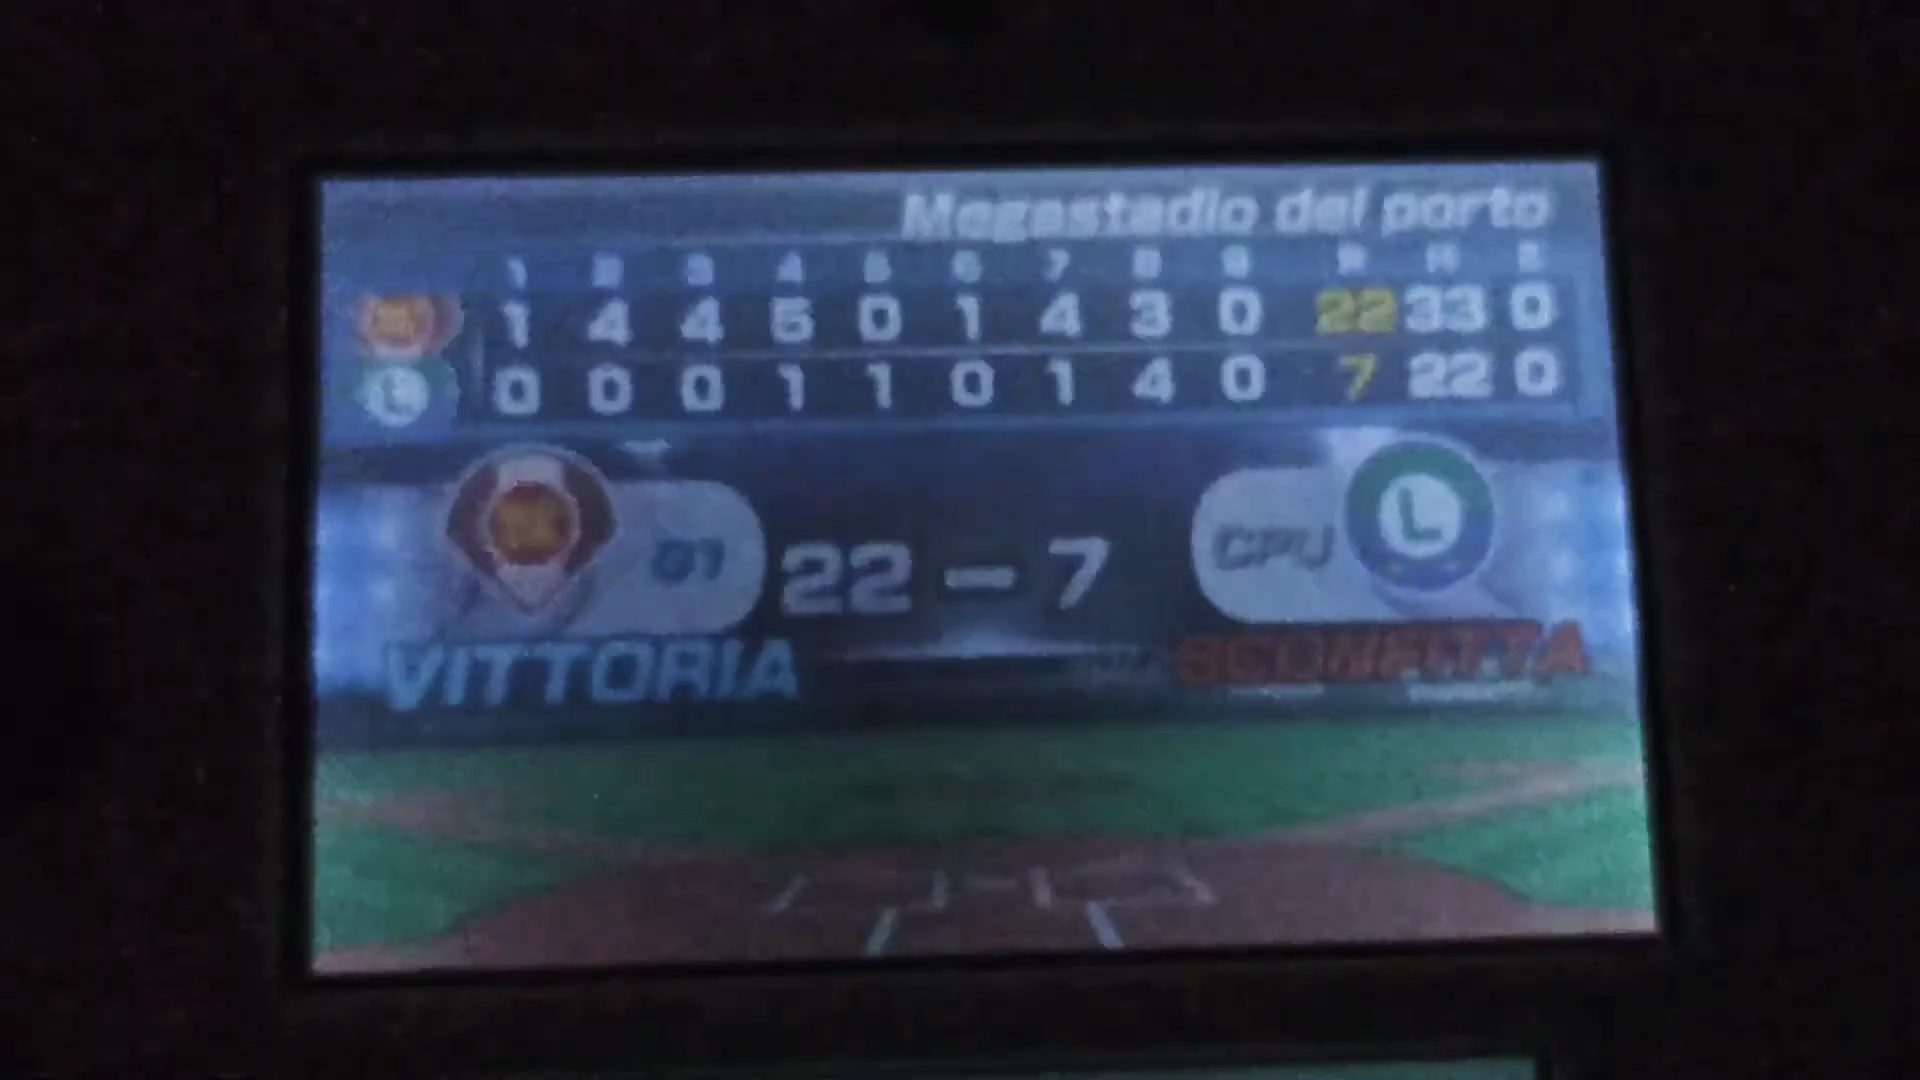 Megastadio del porto
1 2 3 4 5 6 7 8 9 R H E
1 4 4 5 0 1 4 3 0 22 33 0
L 0 0 0 1 1 0 1 4 0 7 22 0
G1 22 – 7 CPU L
VITTORIA SCONFITTA